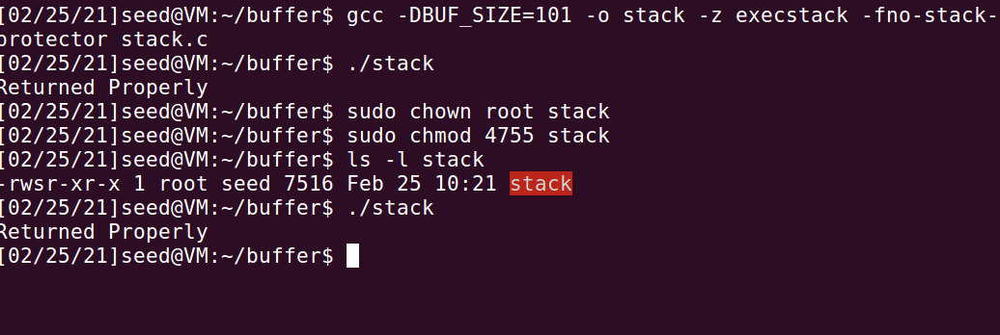 [02/25/21]seed@VM:~/buffer$ gcc -DBUF_SIZE=101 -o stack -z execstack -fno-stack-
protector stack.c
[02/25/21]seed@VM:~/buffer$ ./stack
Returned Properly
[02/25/21]seed@VM:~/buffer$ sudo chown root stack
[02/25/21]seed@VM:~/buffer$ sudo chmod 4755 stack
[02/25/21]seed@VM:~/buffer$ ls -l stack
-rwsr-xr-x 1 root seed 7516 Feb 25 10:21 stack
[02/25/21]seed@VM:~/buffer$ ./stack
Returned Properly
[02/25/21]seed@VM:~/buffer$